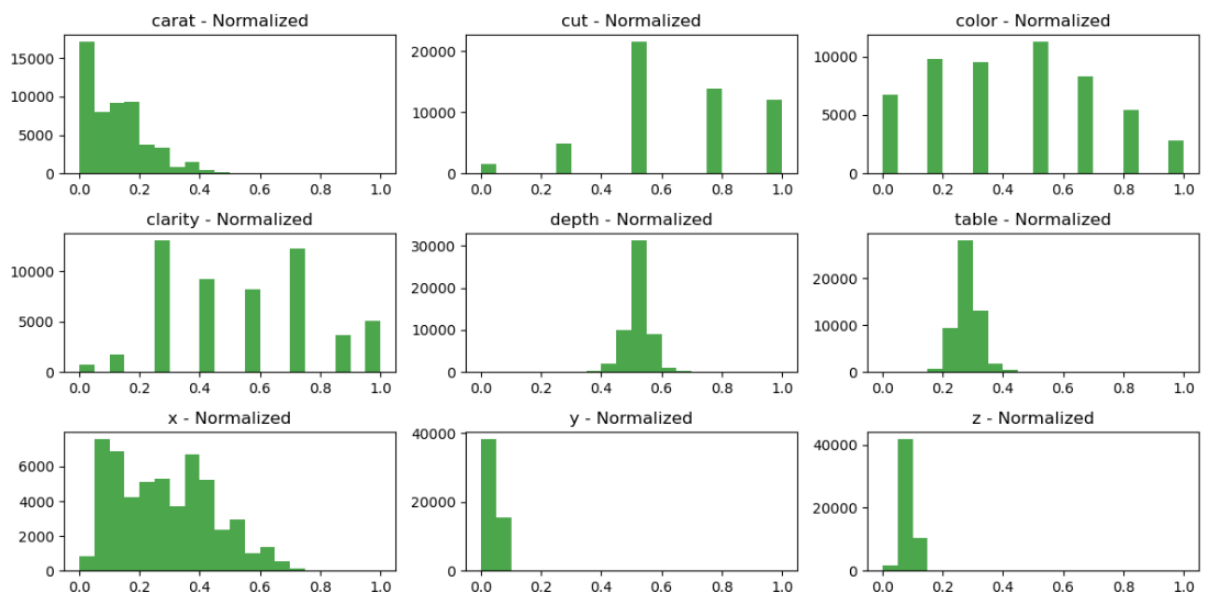 carat - Normalized
cut - Normalized
color - Normalized
15000
10000
5000
0
0.0 0.2 0.4 0.6 0.8 1.0
20000
10000
0
0.0 0.2 0.4 0.6 0.8 1.0
10000
5000
0
0.0 0.2 0.4 0.6 0.8 1.0
clarity - Normalized
depth - Normalized
table - Normalized
10000
5000
0
0.0 0.2 0.4 0.6 0.8 1.0
30000
20000
10000
0
0.0 0.2 0.4 0.6 0.8 1.0
20000
10000
0
0.0 0.2 0.4 0.6 0.8 1.0
x - Normalized
y - Normalized
z - Normalized
6000
4000
2000
0
0.0 0.2 0.4 0.6 0.8 1.0
40000
20000
0
0.0 0.2 0.4 0.6 0.8 1.0
40000
20000
0
0.0 0.2 0.4 0.6 0.8 1.0